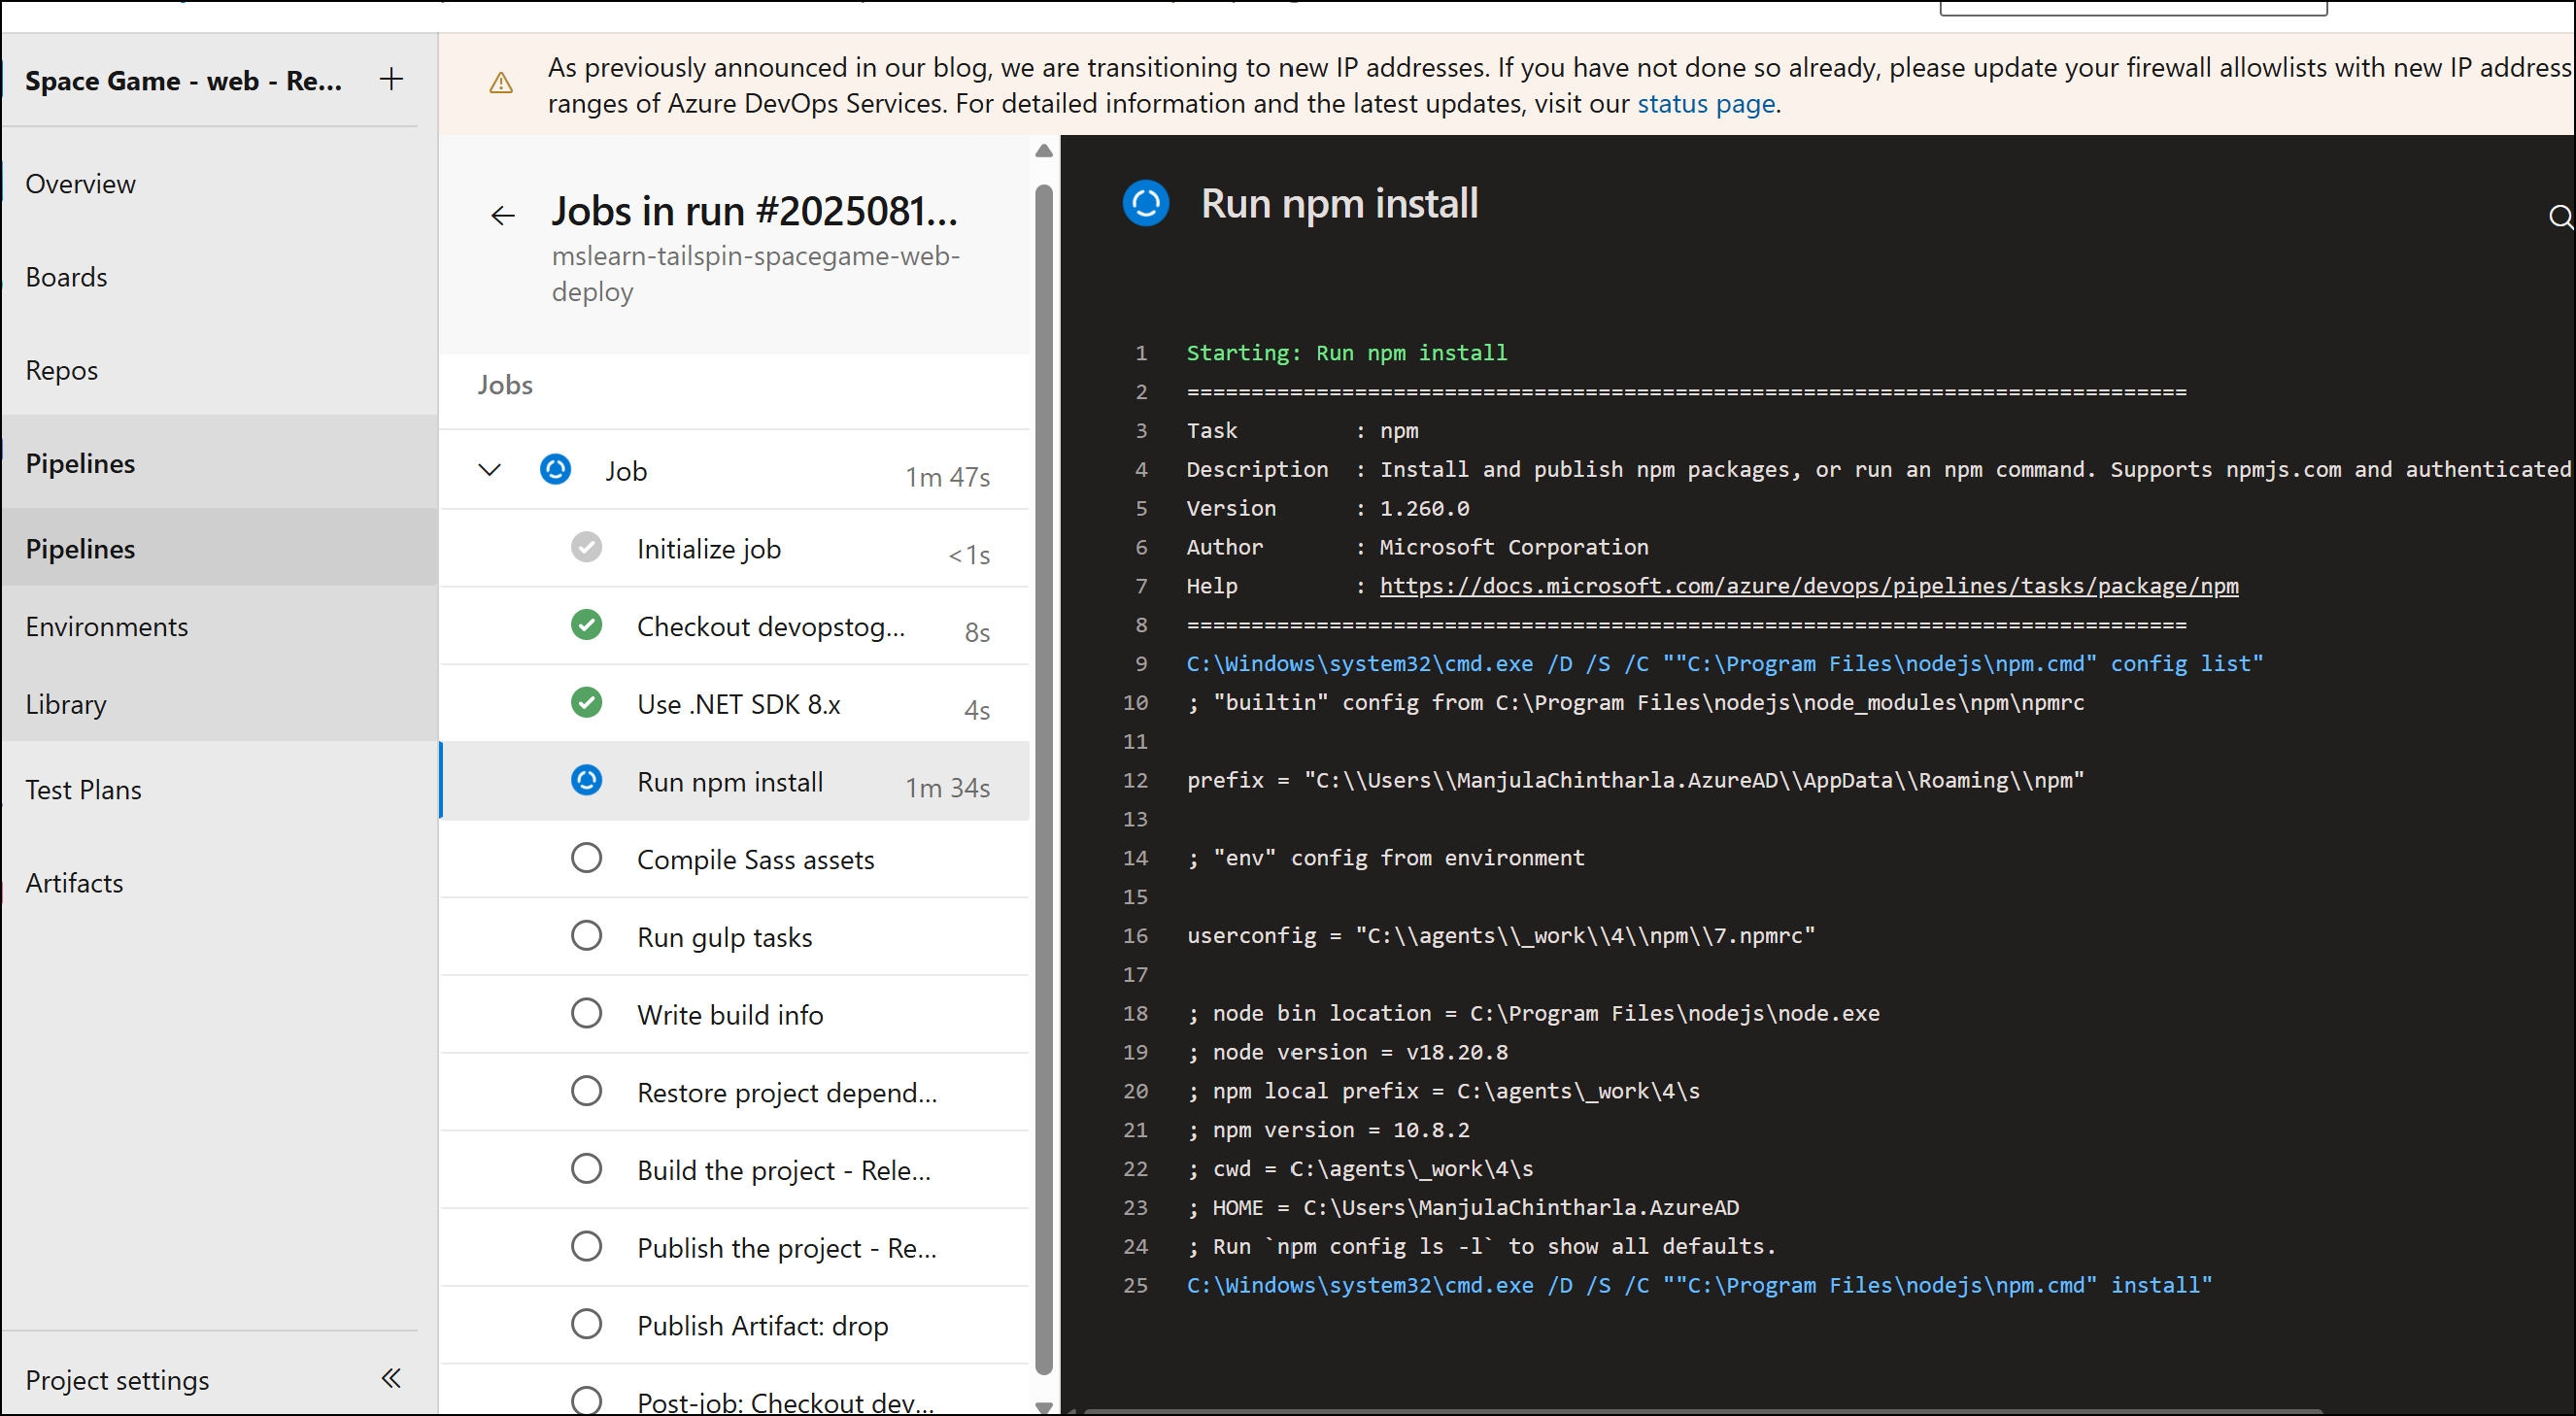 Space Game - web - Re... +
As previously announced in our blog, we are transitioning to new IP addresses. If you have not done so already, please update your firewall allowlists with new IP address
ranges of Azure DevOps Services. For detailed information and the latest updates, visit our status page.
Overview
Boards
Repos
Pipelines
Pipelines
Environments
Library
Test Plans
Artifacts
Project settings
Jobs in run #2025081...
mslearn-tailspin-spacegame-web-
deploy
Jobs
Job 1m 47s
Initialize job <1s
Checkout devopstog... 8s
Use .NET SDK 8.x 4s
Run npm install 1m 34s
Compile Sass assets
Run gulp tasks
Write build info
Restore project depend...
Build the project - Rele...
Publish the project - Re...
Publish Artifact: drop
Post-job: Checkout dev...
Run npm install
1 Starting: Run npm install
2 ==============================================================================
3 Task         : npm
4 Description  : Install and publish npm packages, or run an npm command. Supports npmjs.com and authenticated
5 Version      : 1.260.0
6 Author       : Microsoft Corporation
7 Help         : https://docs.microsoft.com/azure/devops/pipelines/tasks/package/npm
8 ==============================================================================
9 C:\Windows\system32\cmd.exe /D /S /C ""C:\Program Files\nodejs\npm.cmd" config list"
10 ; "builtin" config from C:\Program Files\nodejs\node_modules\npm\npmrc
11
12 prefix = "C:\\Users\\ManjulaChintharla.AzureAD\\AppData\\Roaming\\npm"
13
14 ; "env" config from environment
15
16 userconfig = "C:\\agents\\_work\\4\\npm\\7.npmrc"
17
18 ; node bin location = C:\Program Files\nodejs\node.exe
19 ; node version = v18.20.8
20 ; npm local prefix = C:\agents\_work\4\s
21 ; npm version = 10.8.2
22 ; cwd = C:\agents\_work\4\s
23 ; HOME = C:\Users\ManjulaChintharla.AzureAD
24 ; Run `npm config ls -l` to show all defaults.
25 C:\Windows\system32\cmd.exe /D /S /C ""C:\Program Files\nodejs\npm.cmd" install"